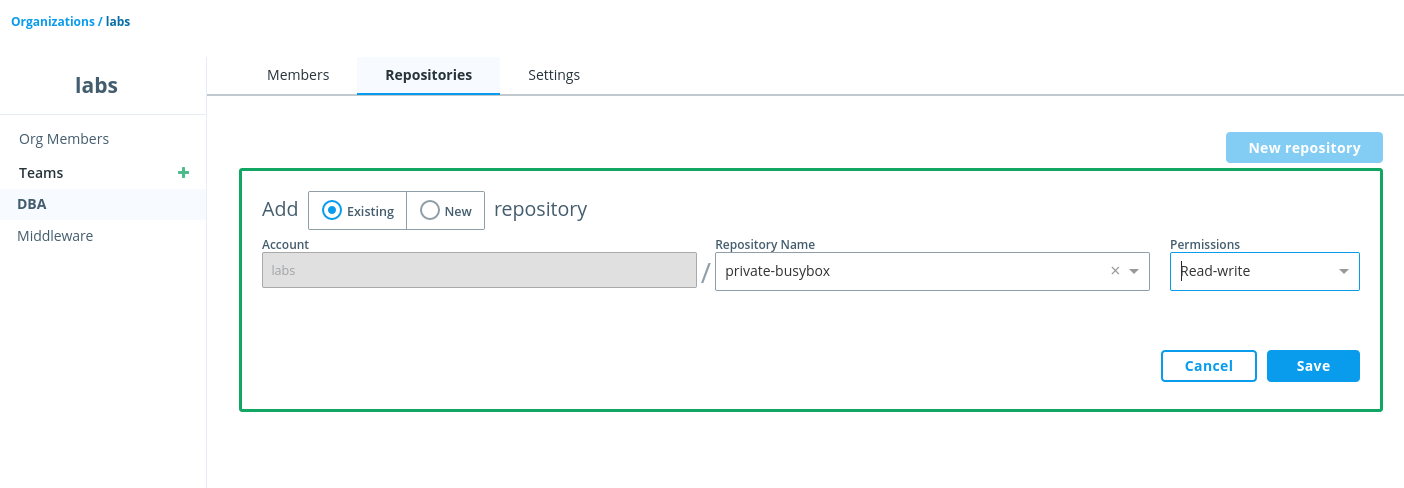 Organizations / labs
labs
Org Members
Teams
DBA
Middleware
Members Repositories Settings
New repository
Add Existing New repository
Account Repository Name Permissions
labs / private-busybox × Read-write
Cancel Save